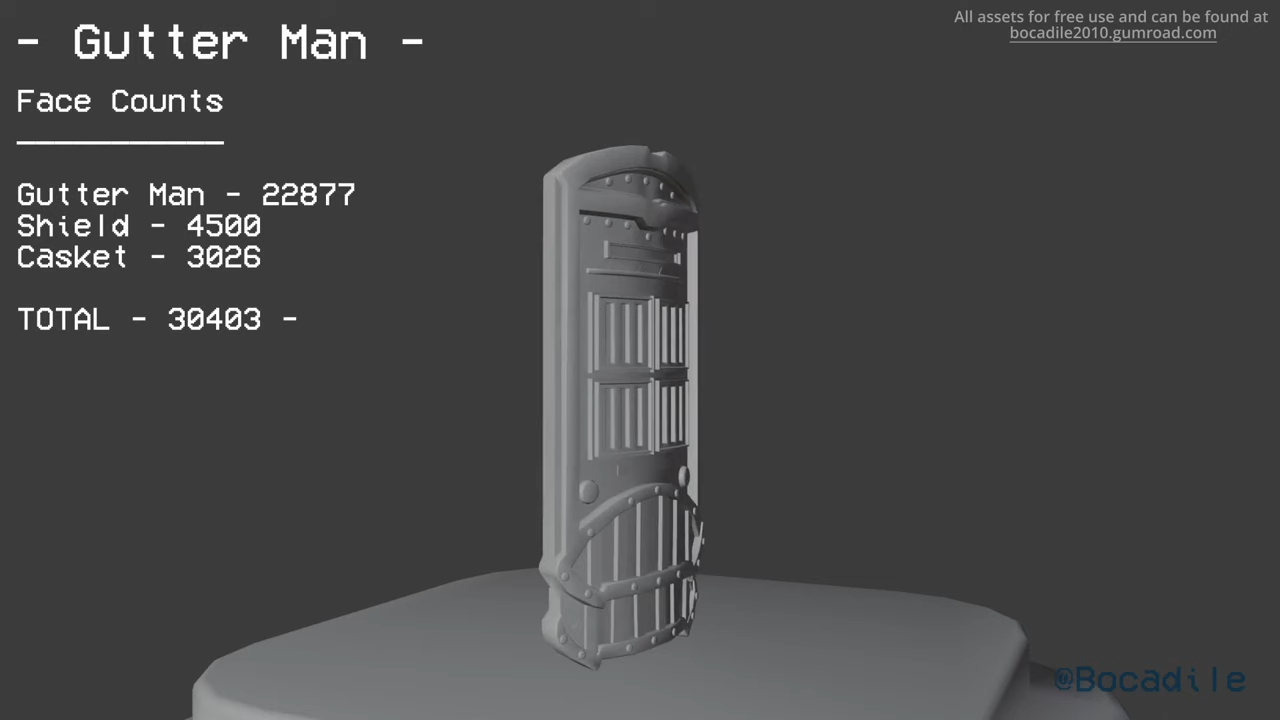 - Gutter Man -
All assets for free use and can be found at
bocadile2010.gumroad.com
Face Counts
Gutter Man - 22877
Shield - 4500
Casket - 3026
TOTAL - 30403 -
@Bocadile